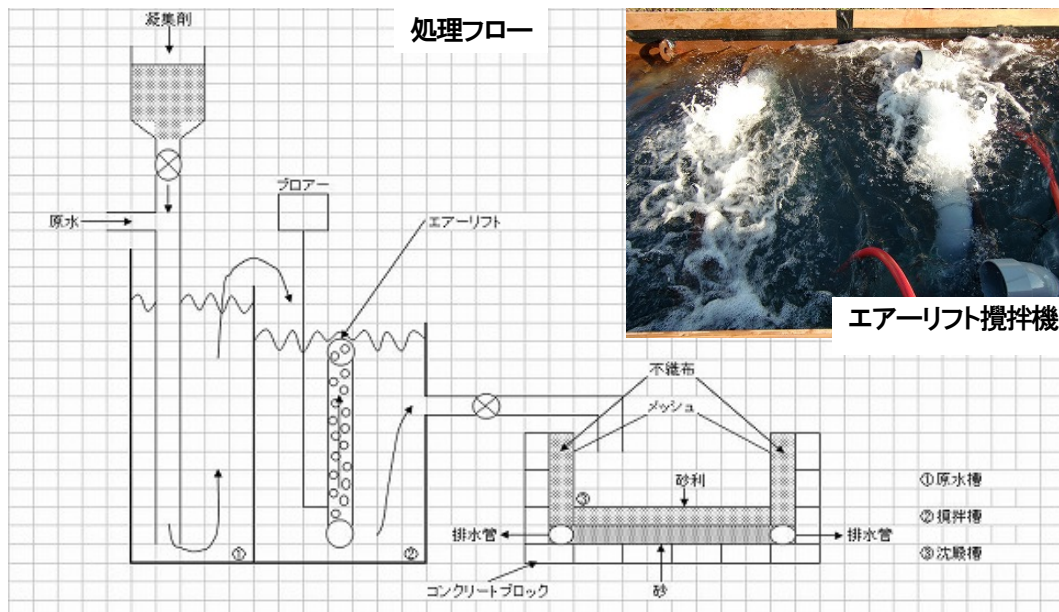 凝集剤
処理フロー
ブロアー
原水
エアーリフト
エアーリフト攪拌機
不織布
メッシュ
砂利
①原水槽
③
②攪拌槽
排水管
排水管
①
②
③沈殿槽
コンクリートブロック
砂